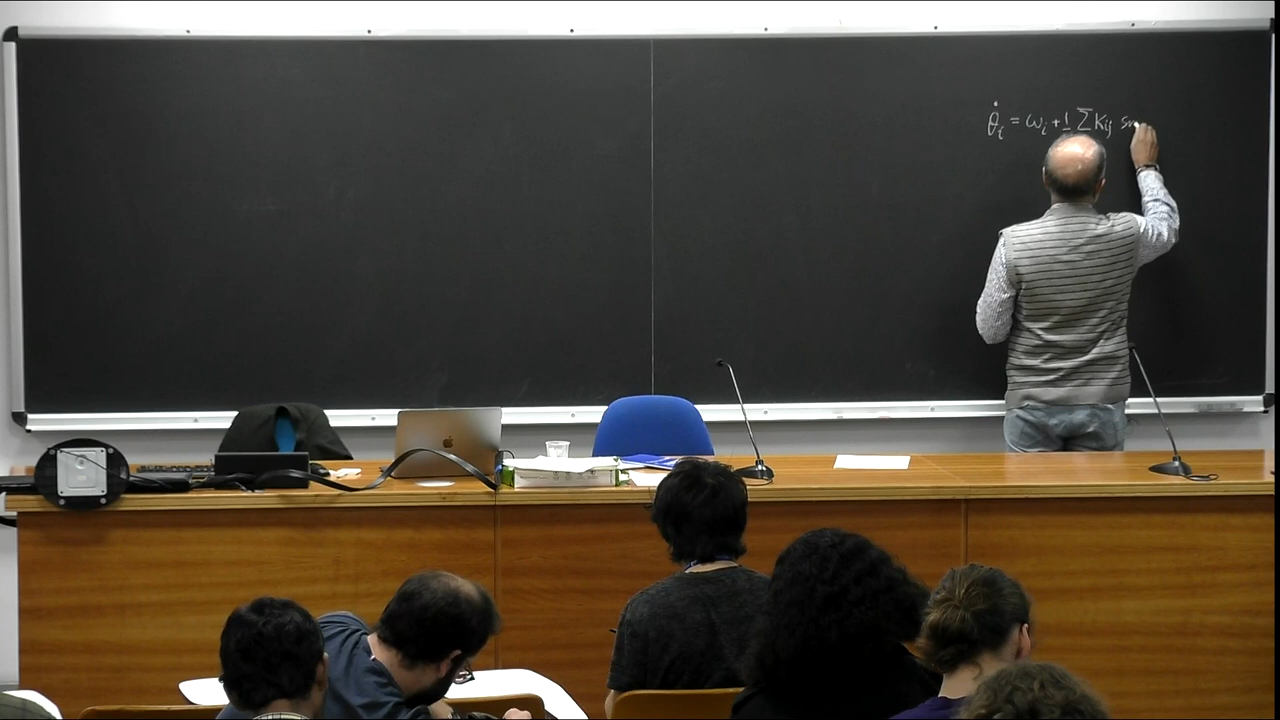 θ̇ᵢ = ωᵢ + 1 Σ Kᵢⱼ